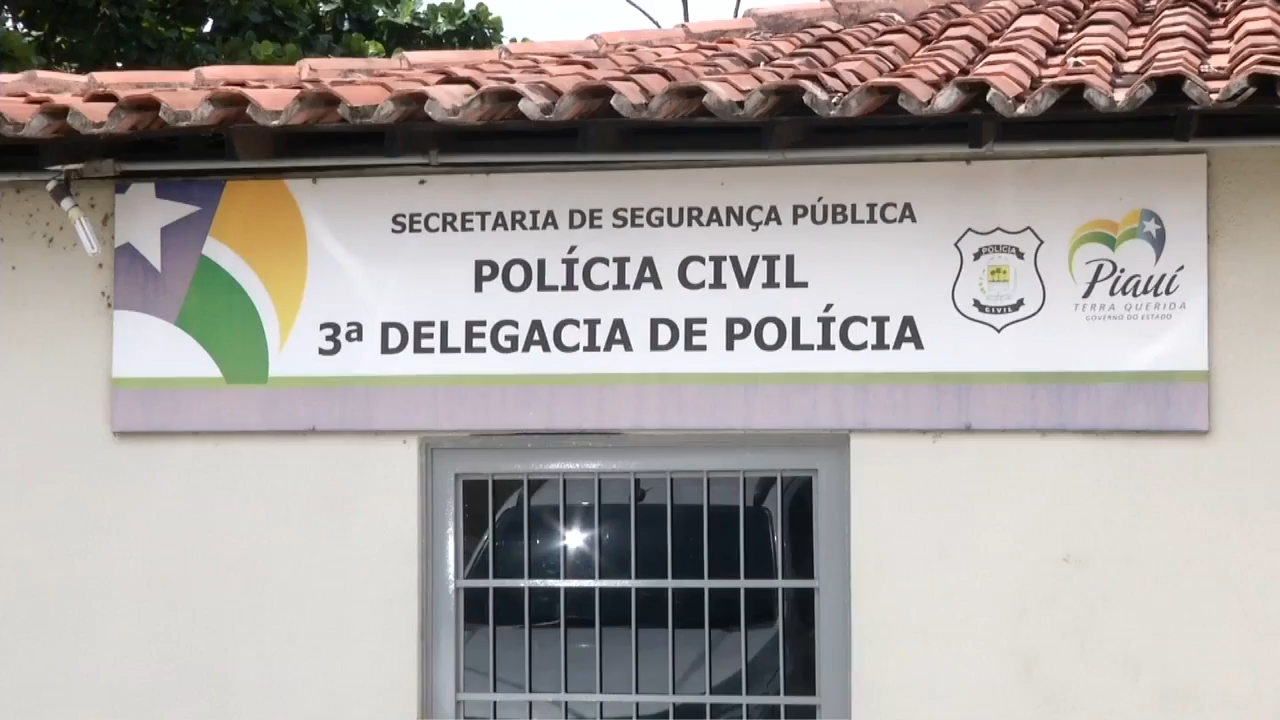 SECRETARIA DE SEGURANÇA PÚBLICA
POLÍCIA CIVIL
3ª DELEGACIA DE POLÍCIA
POLÍCIA
CIVIL
Piauí
TERRA QUERIDA
GOVERNO DO ESTADO